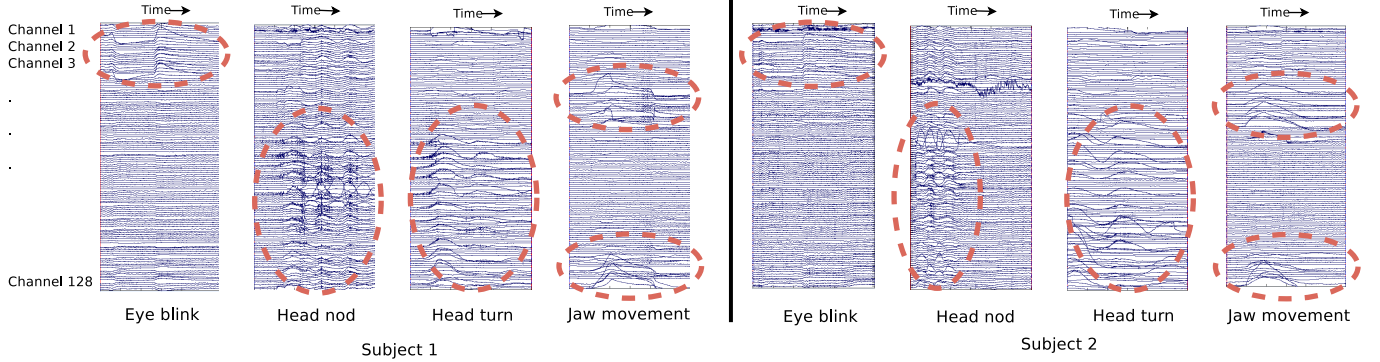 Time Time Time Time Time Time Time Time
Channel 1
Channel 2
Channel 3
.
.
.
Channel 128
Eye blink Head nod Head turn Jaw movement Eye blink Head nod Head turn Jaw movement
Subject 1 Subject 2